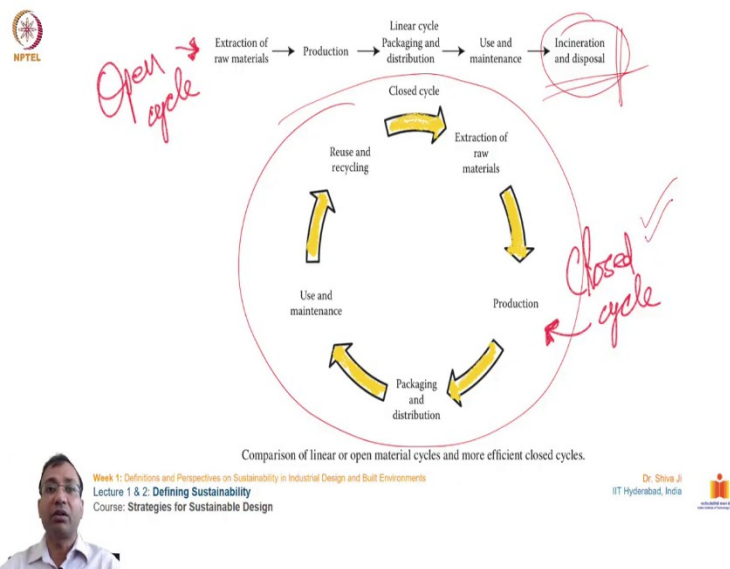 Linear cycle
Extraction of
raw materials
Production
Packaging and
distribution
Use and
maintenance
Incineration
and disposal
Open
cycle
Closed cycle
Extraction of
raw
materials
Production
Packaging
and
distribution
Use and
maintenance
Reuse and
recycling
Closed
cycle
Comparison of linear or open material cycles and more efficient closed cycles.
NPTEL
Week 1: Definitions and Perspectives on Sustainability in Industrial Design and Built Environments
Lecture 1 & 2: Defining Sustainability
Course: Strategies for Sustainable Design
Dr. Shiva Ji
IIT Hyderabad, India